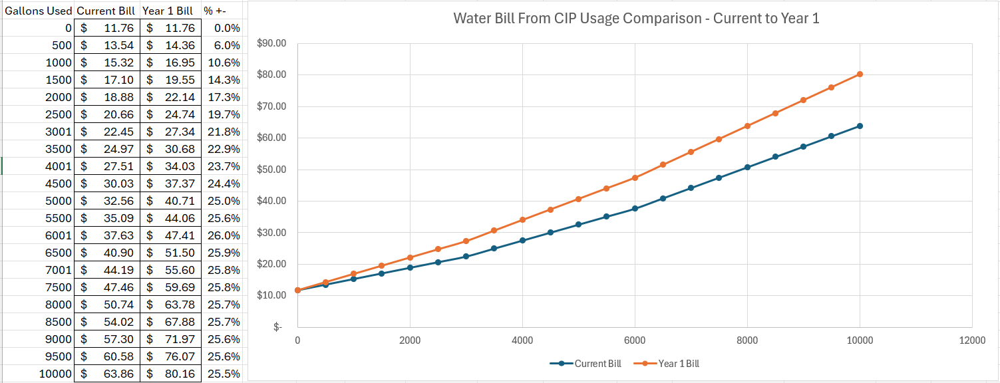 Gallons Used Current Bill Year 1 Bill % +-
0 $ 11.76 $ 11.76 0.0%
500 $ 13.54 $ 14.36 6.0%
1000 $ 15.32 $ 16.95 10.6%
1500 $ 17.10 $ 19.55 14.3%
2000 $ 18.88 $ 22.14 17.3%
2500 $ 20.66 $ 24.74 19.7%
3001 $ 22.45 $ 27.34 21.8%
3500 $ 24.97 $ 30.68 22.9%
4001 $ 27.51 $ 34.03 23.7%
4500 $ 30.03 $ 37.37 24.4%
5000 $ 32.56 $ 40.71 25.0%
5500 $ 35.09 $ 44.06 25.6%
6001 $ 37.63 $ 47.41 26.0%
6500 $ 40.90 $ 51.50 25.9%
7001 $ 44.19 $ 55.60 25.8%
7500 $ 47.46 $ 59.69 25.8%
8000 $ 50.74 $ 63.78 25.7%
8500 $ 54.02 $ 67.88 25.7%
9000 $ 57.30 $ 71.97 25.6%
9500 $ 60.58 $ 76.07 25.6%
10000 $ 63.86 $ 80.16 25.5%
Water Bill From CIP Usage Comparison - Current to Year 1
$90.00
$80.00
$70.00
$60.00
$50.00
$40.00
$30.00
$20.00
$10.00
$-
0 2000 4000 6000 8000 10000 12000
Current Bill Year 1 Bill